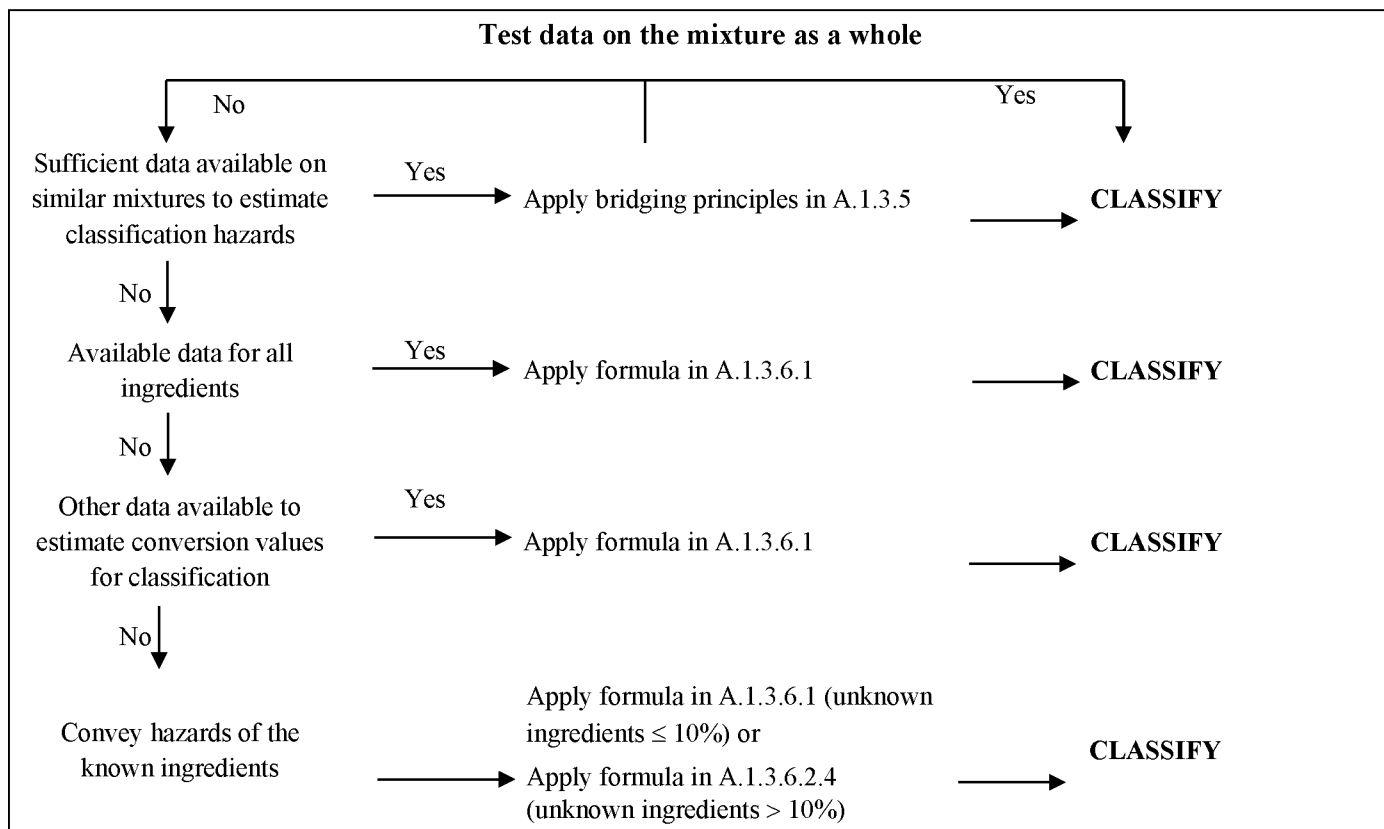 Test data on the mixture as a whole
No
Yes
Sufficient data available on
similar mixtures to estimate
classification hazards
Yes
Apply bridging principles in A.1.3.5
CLASSIFY
No
Available data for all
ingredients
Yes
Apply formula in A.1.3.6.1
CLASSIFY
No
Other data available to
estimate conversion values
for classification
Yes
Apply formula in A.1.3.6.1
CLASSIFY
No
Convey hazards of the
known ingredients
Apply formula in A.1.3.6.1 (unknown
ingredients ≤ 10%) or
Apply formula in A.1.3.6.2.4
(unknown ingredients > 10%)
CLASSIFY